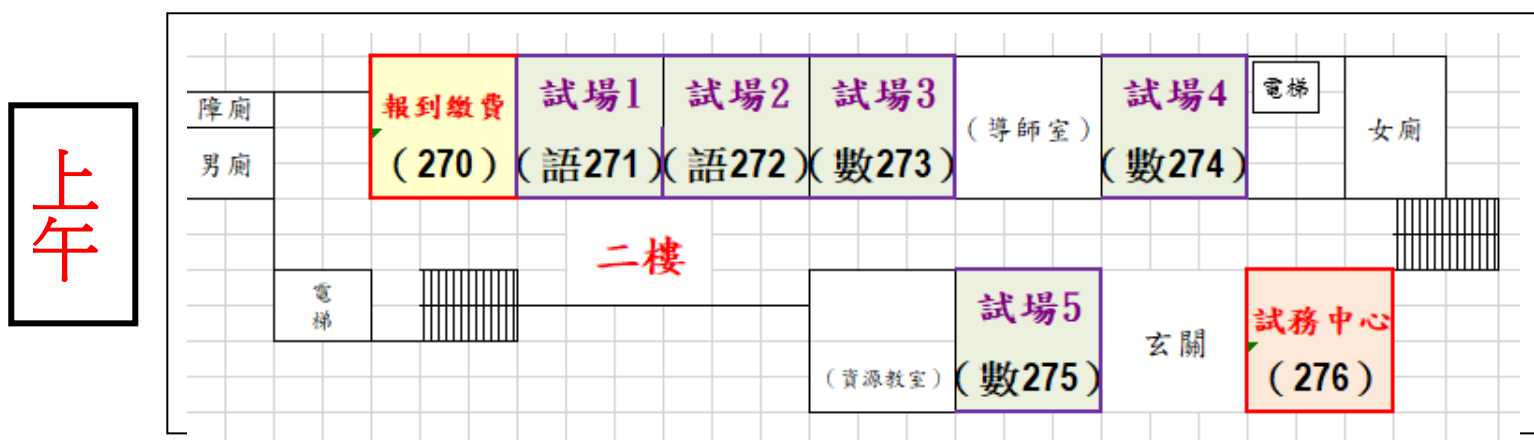 上午
障廁
男廁
報到繳費
(270)
試場1
(語271)
試場2
(語272)
試場3
(數273)
(導師室)
試場4
(數274)
電梯
女廁
二樓
電梯
(資源教室)
試場5
(數275)
玄關
試務中心
(276)